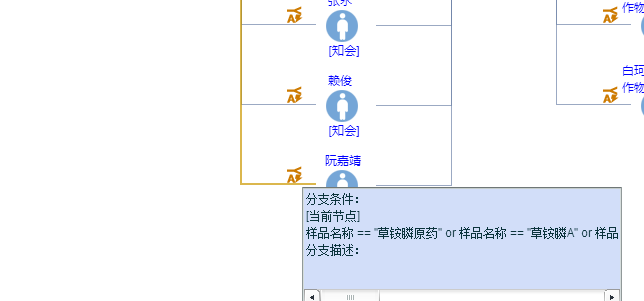 作物
[知会]
赖俊
白珂
作物
[知会]
阮嘉靖
分支条件：
[当前节点]
样品名称 == "草铵膦原药" or 样品名称 == "草铵膦A" or 样品
分支描述：